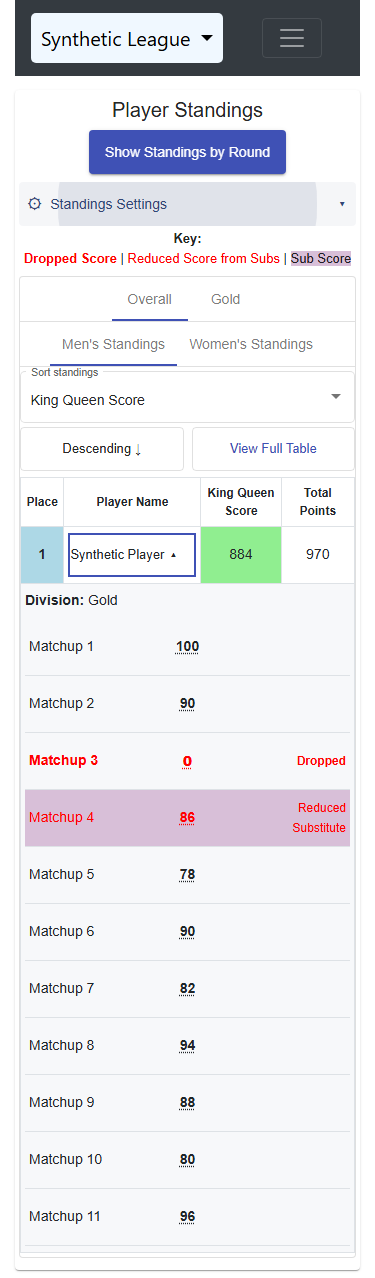 Synthetic League
Player Standings
Show Standings by Round
Standings Settings
Key:
Dropped Score | Reduced Score from Subs | Sub Score
Overall Gold
Men's Standings Women's Standings
Sort standings
King Queen Score
Descending ↓ View Full Table
Place Player Name King Queen Score Total Points
1 Synthetic Player 884 970
Division: Gold
Matchup 1 100
Matchup 2 90
Matchup 3 0 Dropped
Matchup 4 86 Reduced Substitute
Matchup 5 78
Matchup 6 90
Matchup 7 82
Matchup 8 94
Matchup 9 88
Matchup 10 80
Matchup 11 96